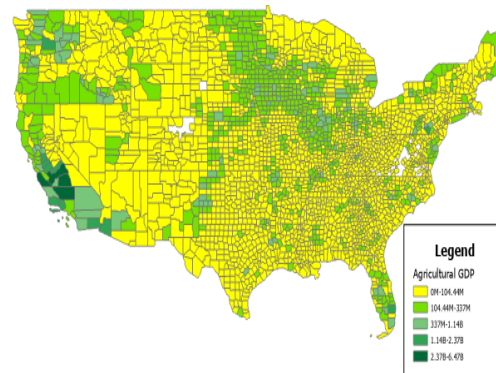 Legend
Agricultural GDP
0M-104.44M
104.44M-337M
337M-1.14B
1.14B-2.37B
2.37B-6.47B